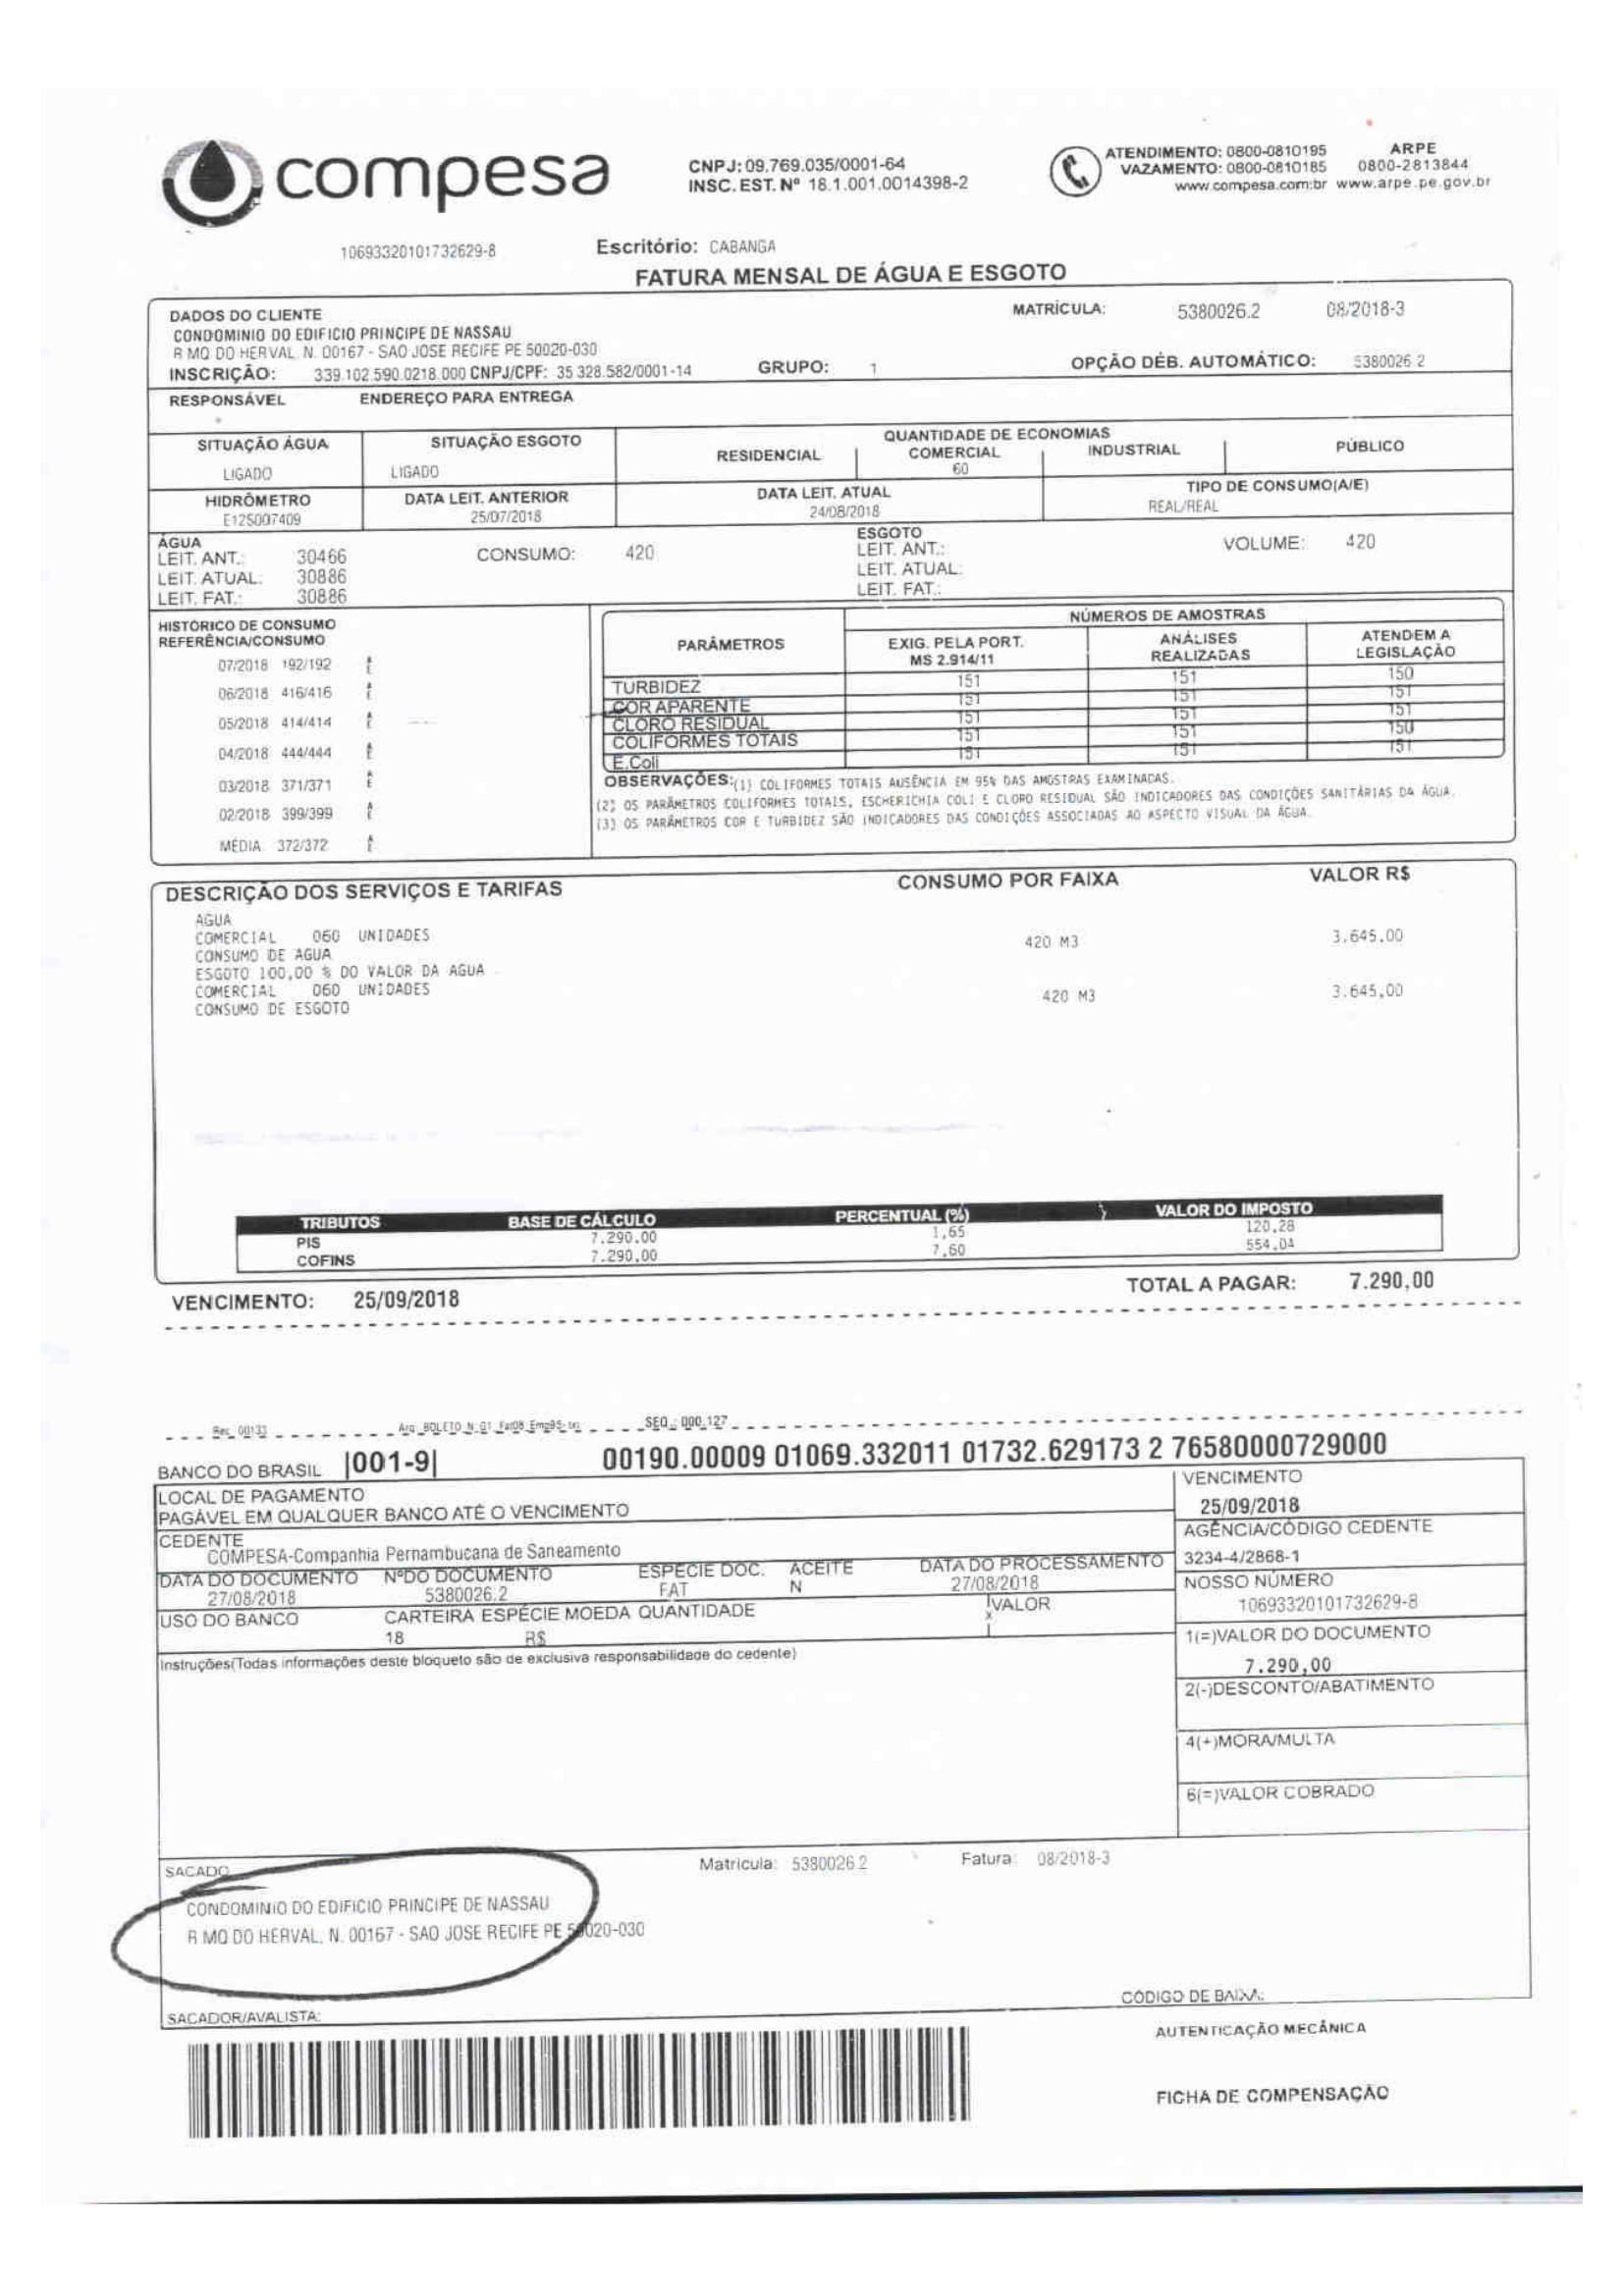 compesa
CNPJ: 09.769.035/0001-64
INSC. EST. Nº 18.1.001.0014398-2
ATENDIMENTO: 0800-0810195
VAZAMENTO: 0800-0810185
www.compesa.com:br
ARPE
0800-2813844
www.arpe.pe.gov.br
10693320101732629-8
Escritório: CABANGA
FATURA MENSAL DE ÁGUA E ESGOTO
DADOS DO CLIENTE
MATRÍCULA: 5380026.2 08/2018-3
CONDOMINIO DO EDIFICIO PRINCIPE DE NASSAU
R MQ DO HERVAL, N. 00167 - SAO JOSE RECIFE PE 50020-030
INSCRIÇÃO: 339.102.590.0218.000 CNPJ/CPF: 35.328.582/0001-14 GRUPO: 1 OPÇÃO DÉB. AUTOMÁTICO: 5380026.2
RESPONSÁVEL ENDEREÇO PARA ENTREGA
SITUAÇÃO ÁGUA SITUAÇÃO ESGOTO QUANTIDADE DE ECONOMIAS
RESIDENCIAL COMERCIAL INDUSTRIAL PÚBLICO
LIGADO LIGADO 60
HIDRÔMETRO DATA LEIT. ANTERIOR DATA LEIT. ATUAL TIPO DE CONSUMO(A/E)
E12S007409 25/07/2018 24/08/2018 REAL/REAL
ÁGUA ESGOTO
LEIT. ANT.: 30466 CONSUMO: 420 LEIT. ANT.: VOLUME: 420
LEIT. ATUAL: 30886 LEIT. ATUAL:
LEIT. FAT.: 30886 LEIT. FAT.:
HISTÓRICO DE CONSUMO
REFERÊNCIA/CONSUMO
07/2018 192/192 A E
06/2018 416/416 A E
05/2018 414/414 A E
04/2018 444/444 A E
03/2018 371/371 A E
02/2018 399/399 A E
MÉDIA 372/372 A E
PARÂMETROS NÚMEROS DE AMOSTRAS
EXIG. PELA PORT. MS 2.914/11 ANÁLISES REALIZADAS ATENDEM A LEGISLAÇÃO
TURBIDEZ 151 151 150
COR APARENTE 151 151 151
CLORO RESIDUAL 151 151 151
COLIFORMES TOTAIS 151 151 150
E.Coli 151 151 151
OBSERVAÇÕES:(1) COLIFORMES TOTAIS AUSÊNCIA EM 95% DAS AMOSTRAS EXAMINADAS.
(2) OS PARÂMETROS COLIFORMES TOTAIS, ESCHERICHIA COLI E CLORO RESIDUAL SÃO INDICADORES DAS CONDIÇÕES SANITÁRIAS DA ÁGUA.
(3) OS PARÂMETROS COR E TURBIDEZ SÃO INDICADORES DAS CONDIÇÕES ASSOCIADAS AO ASPECTO VISUAL DA ÁGUA.
DESCRIÇÃO DOS SERVIÇOS E TARIFAS CONSUMO POR FAIXA VALOR R$
AGUA
COMERCIAL 060 UNIDADES
CONSUMO DE AGUA 420 M3 3.645,00
ESGOTO 100,00 % DO VALOR DA AGUA
COMERCIAL 060 UNIDADES
CONSUMO DE ESGOTO 420 M3 3.645,00
TRIBUTOS BASE DE CÁLCULO PERCENTUAL (%) VALOR DO IMPOSTO
PIS 7.290.00 1,65 120,28
COFINS 7.290,00 7,60 554,04
VENCIMENTO: 25/09/2018 TOTAL A PAGAR: 7.290,00
Rec. 00133 SEQ.: 000.127
BANCO DO BRASIL |001-9| 00190.00009 01069.332011 01732.629173 2 76580000729000
LOCAL DE PAGAMENTO
PAGÁVEL EM QUALQUER BANCO ATÉ O VENCIMENTO
VENCIMENTO
25/09/2018
CEDENTE
COMPESA-Companhia Pernambucana de Saneamento
AGÊNCIA/CÓDIGO CEDENTE
3234-4/2868-1
DATA DO DOCUMENTO NºDO DOCUMENTO ESPÉCIE DOC. ACEITE DATA DO PROCESSAMENTO
27/08/2018 5380026.2 FAT N 27/08/2018
NOSSO NÚMERO
10693320101732629-8
USO DO BANCO CARTEIRA ESPÉCIE MOEDA QUANTIDADE VALOR
18 R$ x
1(=)VALOR DO DOCUMENTO
7.290,00
Instruções(Todas informações deste bloqueto são de exclusiva responsabilidade do cedente)
2(-)DESCONTO/ABATIMENTO
4(+)MORA/MULTA
6(=)VALOR COBRADO
SACADO Matricula: 5380026.2 Fatura: 08/2018-3
CONDOMINIO DO EDIFICIO PRINCIPE DE NASSAU
R MQ DO HERVAL, N. 00167 - SAO JOSE RECIFE PE 50020-030
CÓDIGO DE BAIXA:
SACADOR/AVALISTA:
AUTENTICAÇÃO MECÂNICA
FICHA DE COMPENSAÇÃO